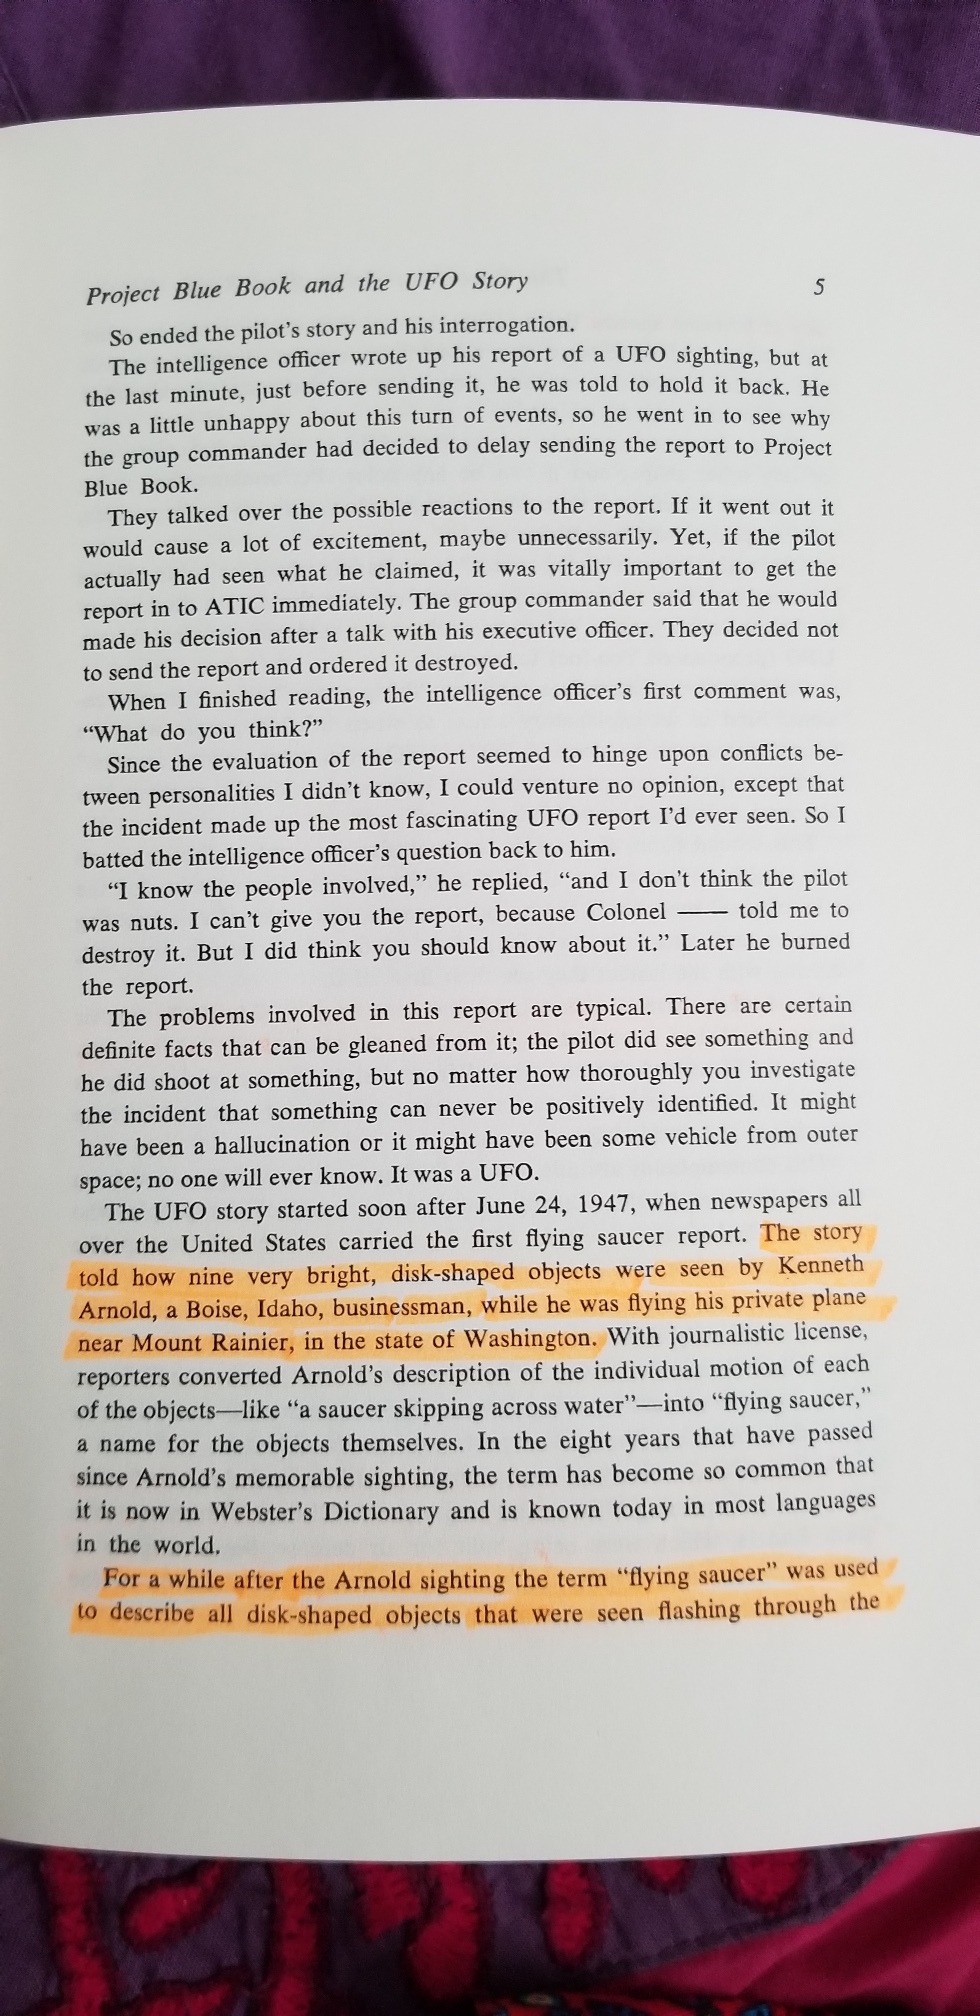 Project Blue Book and the UFO Story 5
So ended the pilot's story and his interrogation.
The intelligence officer wrote up his report of a UFO sighting, but at
the last minute, just before sending it, he was told to hold it back. He
was a little unhappy about this turn of events, so he went in to see why
the group commander had decided to delay sending the report to Project
Blue Book.
They talked over the possible reactions to the report. If it went out it
would cause a lot of excitement, maybe unnecessarily. Yet, if the pilot
actually had seen what he claimed, it was vitally important to get the
report in to ATIC immediately. The group commander said that he would
made his decision after a talk with his executive officer. They decided not
to send the report and ordered it destroyed.
When I finished reading, the intelligence officer's first comment was,
“What do you think?”
Since the evaluation of the report seemed to hinge upon conflicts be-
tween personalities I didn't know, I could venture no opinion, except that
the incident made up the most fascinating UFO report I'd ever seen. So I
batted the intelligence officer's question back to him.
“I know the people involved,” he replied, “and I don't think the pilot
was nuts. I can't give you the report, because Colonel —— told me to
destroy it. But I did think you should know about it.” Later he burned
the report.
The problems involved in this report are typical. There are certain
definite facts that can be gleaned from it; the pilot did see something and
he did shoot at something, but no matter how thoroughly you investigate
the incident that something can never be positively identified. It might
have been a hallucination or it might have been some vehicle from outer
space; no one will ever know. It was a UFO.
The UFO story started soon after June 24, 1947, when newspapers all
over the United States carried the first flying saucer report. The story
told how nine very bright, disk-shaped objects were seen by Kenneth
Arnold, a Boise, Idaho, businessman, while he was flying his private plane
near Mount Rainier, in the state of Washington. With journalistic license,
reporters converted Arnold's description of the individual motion of each
of the objects—like “a saucer skipping across water”—into “flying saucer,”
a name for the objects themselves. In the eight years that have passed
since Arnold's memorable sighting, the term has become so common that
it is now in Webster's Dictionary and is known today in most languages
in the world.
For a while after the Arnold sighting the term “flying saucer” was used
to describe all disk-shaped objects that were seen flashing through the